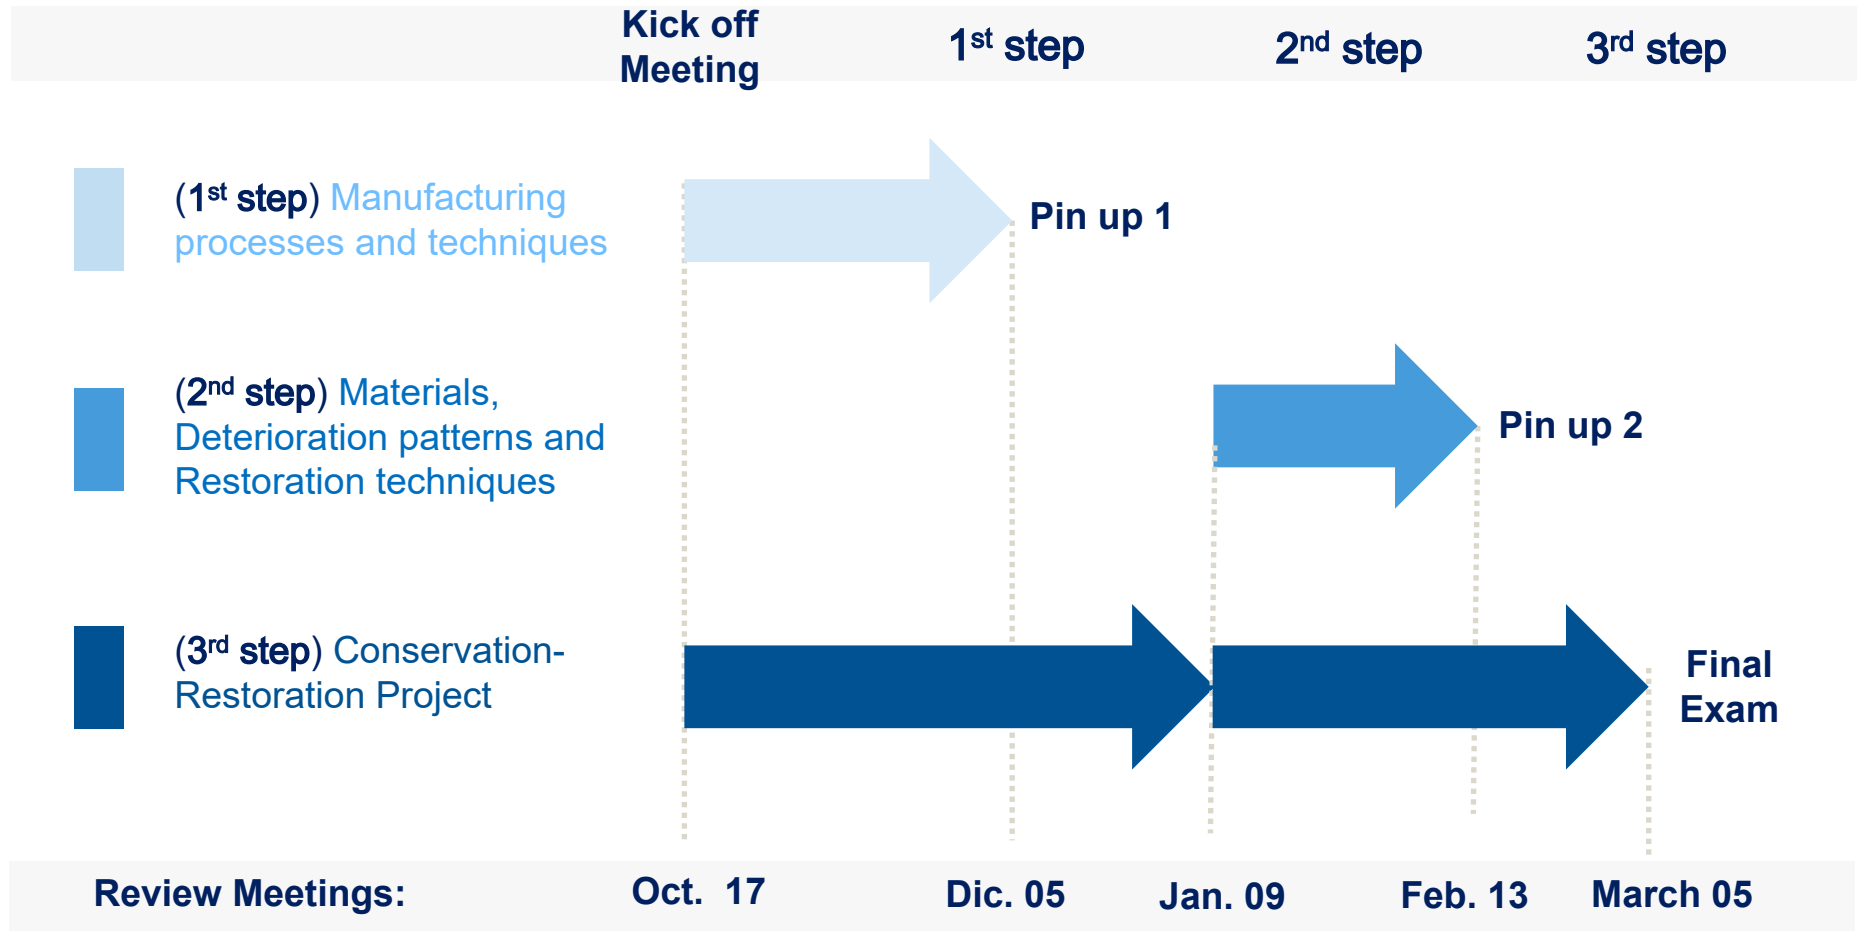 Kick off
Meeting
1st step
2nd step
3rd step
(1st step) Manufacturing
processes and techniques
Pin up 1
(2nd step) Materials,
Deterioration patterns and
Restoration techniques
Pin up 2
(3rd step) Conservation-
Restoration Project
Final
Exam
Review Meetings:
Oct. 17
Dic. 05
Jan. 09
Feb. 13
March 05